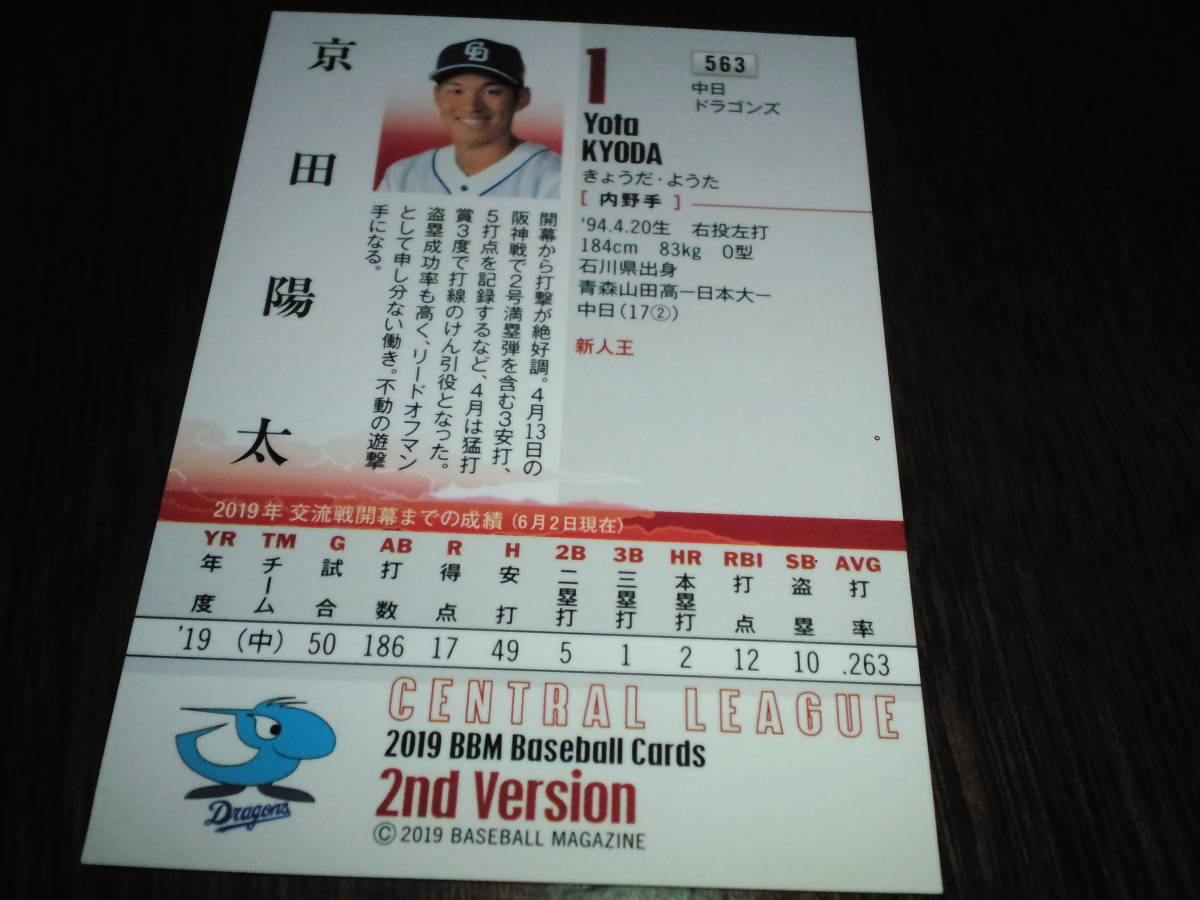 京田陽太
CD
1
563
中日
ドラゴンズ
Yota
KYODA
きょうだ・ようた
[ 内野手 ]
'94.4.20生 右投左打
184cm 83kg O型
石川県出身
青森山田高ー日本大ー
中日(17②)
新人王
開幕から打撃が絶好調。4月13日の
阪神戦で2号満塁弾を含む3安打、
5打点を記録するなど、4月は猛打
賞3度で打線のけん引役となった。
盗塁成功率も高く、リードオフマン
として申し分ない働き。不動の遊撃
手になる。
2019年 交流戦開幕までの成績 (6月2日現在)
YR TM G AB R H 2B 3B HR RBI SB AVG
年度 チーム 試合 打数 得点 安打 二塁打 三塁打 本塁打 打点 盗塁 打率
'19 (中) 50 186 17 49 5 1 2 12 10 .263
CENTRAL LEAGUE
2019 BBM Baseball Cards
2nd Version
© 2019 BASEBALL MAGAZINE
Dragons